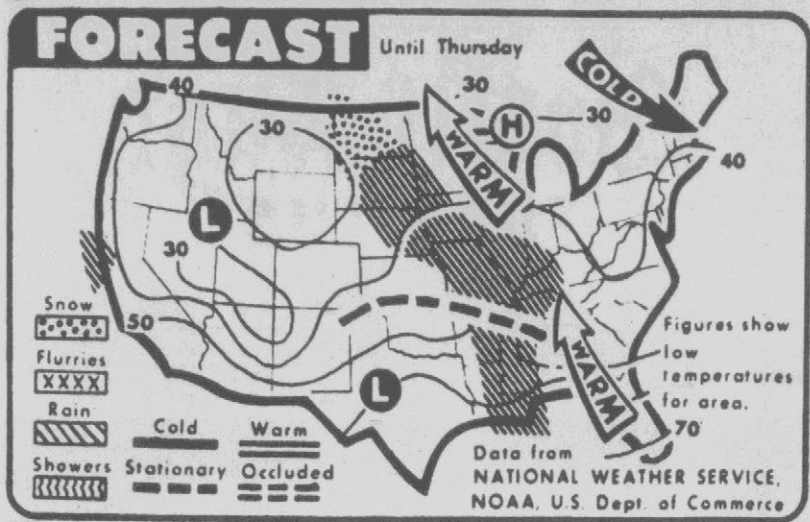 FORECAST
Until Thursday
40
30
30
30
COLD
H
WARM
40
L
30
50
Snow
Flurries
XXXX
Rain
Showers
Cold
Warm
Stationary
Occluded
L
WARM
70
Figures show
low
temperatures
for area.
Data from
NATIONAL WEATHER SERVICE,
NOAA, U.S. Dept. of Commerce